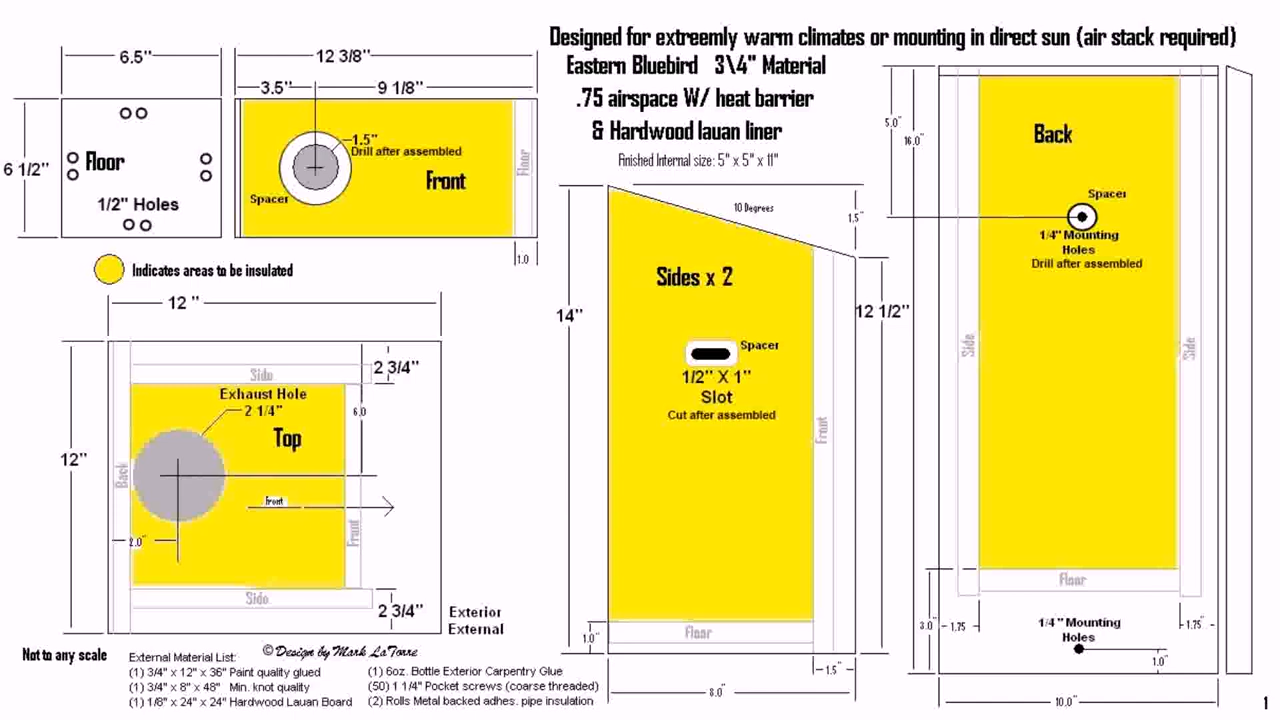 Designed for extreemly warm climates or mounting in direct sun (air stack required)
Eastern Bluebird 3\4" Material
.75 airspace W/ heat barrier
& Hardwood lauan liner
Finished Internal size: 5" x 5" x 11"
6.5"
6 1/2"
Floor
1/2" Holes
12 3/8"
3.5"
9 1/8"
1.5"
Drill after assembled
Front
Spacer
Floor
1.0
Indicates areas to be insulated
12 "
12"
Side
2 3/4"
Exhaust Hole
2 1/4"
6.0
Top
Back
front
Front
2.0"
Side
2 3/4"
Exterior
External
10 Degrees
1.5"
Sides x 2
14"
12 1/2"
Spacer
1/2" X 1"
Slot
Cut after assembled
Front
Floor
1.0"
1.5"
8.0"
5.0"
16.0"
Back
Spacer
1/4" Mounting
Holes
Drill after assembled
Side
Side
Floor
3.0"
1.75
1.75"
1/4" Mounting
Holes
1.0"
10.0"
Not to any scale
© Design by Mark LaTorre
External Material List:
(1) 3/4" x 12" x 36" Paint quality glued
(1) 3/4" x 8" x 48" Min. knot quality
(1) 1/8" x 24" x 24" Hardwood Lauan Board
(1) 6oz. Bottle Exterior Carpentry Glue
(50) 1 1/4" Pocket screws (coarse threaded)
(2) Rolls Metal backed adhes. pipe insulation
1